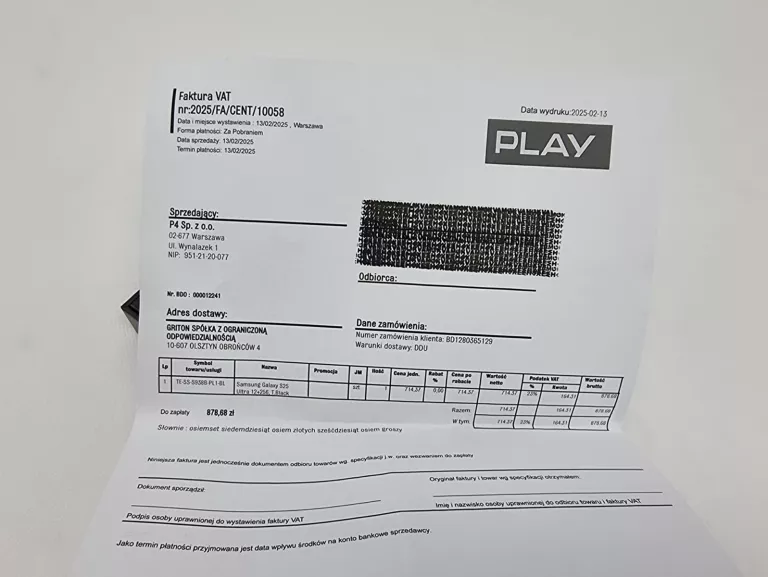 Faktura VAT
nr:2025/FA/CENT/10058
Data i miejsce wystawienia : 13/02/2025 , Warszawa
Forma płatności: Za Pobraniem
Data sprzedaży: 13/02/2025
Termin płatności: 13/02/2025
Data wydruku:2025-02-13
PLAY
Sprzedający:
P4 Sp. z o.o.
02-677 Warszawa
Ul. Wynalazek 1
NIP: 951-21-20-077
Odbiorca:
Nr. BDO : 000012241
Adres dostawy:
GRITON SPÓŁKA Z OGRANICZONĄ
ODPOWIEDZIALNOŚCIĄ
10-607 OLSZTYN OBROŃCÓW 4
Dane zamówienia:
Numer zamówienia klienta: BD1280365129
Warunki dostawy: DDU
Lp Symbol towaru/usługi Nazwa Promocja JM Ilość Cena jedn. Rabat % Cena po rabacie Wartość netto Podatek VAT % Kwota Wartość brutto
1 TE-SS-S938B-PL1-BL Samsung Galaxy S25 Ultra 12+256, T.Black szt. 1 714,37 0,00 714,37 714,37 23% 164,31 878,68
Razem: 714,37 164,31 878,68
W tym: 714,37 23% 164,31 878,68
Do zapłaty 878,68 zł
Słownie : osiemset siedemdziesiąt osiem złotych sześćdziesiąt osiem groszy
Niniejsza faktura jest jednocześnie dokumentem odbioru towarów wg. specyfikacji j.w. oraz wezwaniem do zapłaty
Oryginał faktury i towar wg specyfikacji otrzymałem:
Dokument sporządził:
Imię i nazwisko osoby uprawnionej do odbioru towaru i faktury VAT
Podpis osoby uprawnionej do wystawienia faktury VAT
Jako termin płatności przyjmowana jest data wpływu środków na konto bankowe sprzedawcy.